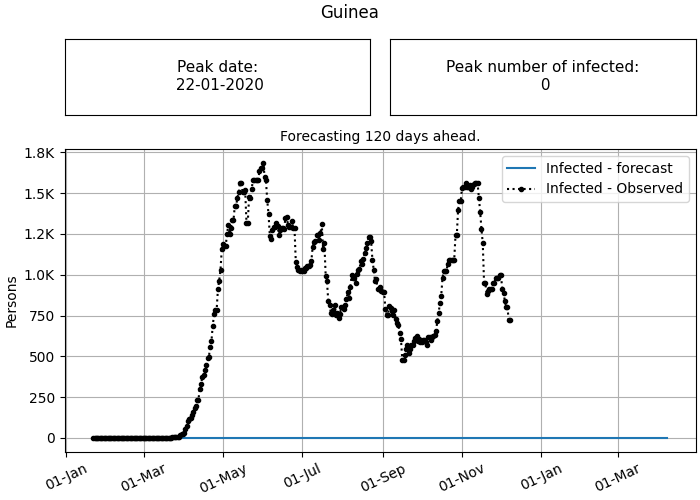 Guinea
Peak date:
22-01-2020
Peak number of infected:
0
Forecasting 120 days ahead.
Infected - forecast
Infected - Observed
Persons
1.8K
1.5K
1.2K
1.0K
750
500
250
0
01-Jan
01-Mar
01-May
01-Jul
01-Sep
01-Nov
01-Jan
01-Mar